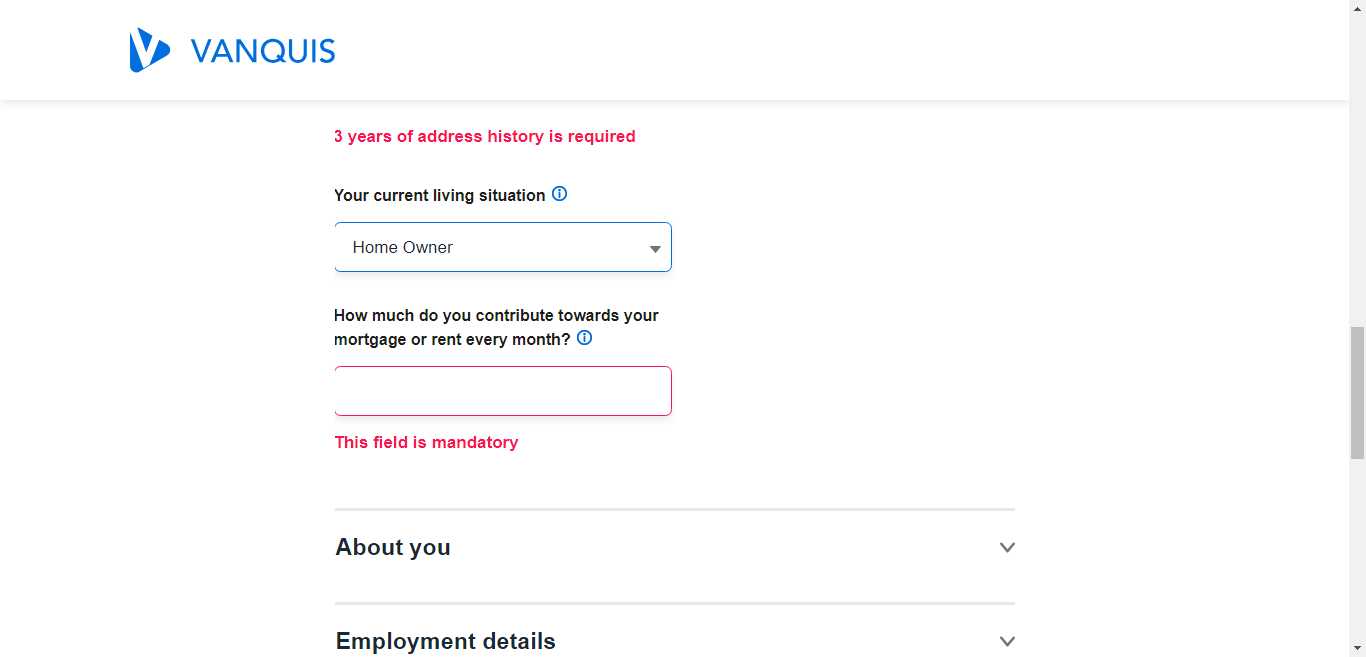 VANQUIS
3 years of address history is required
Your current living situation
Home Owner
How much do you contribute towards your
mortgage or rent every month?
This field is mandatory
About you
Employment details